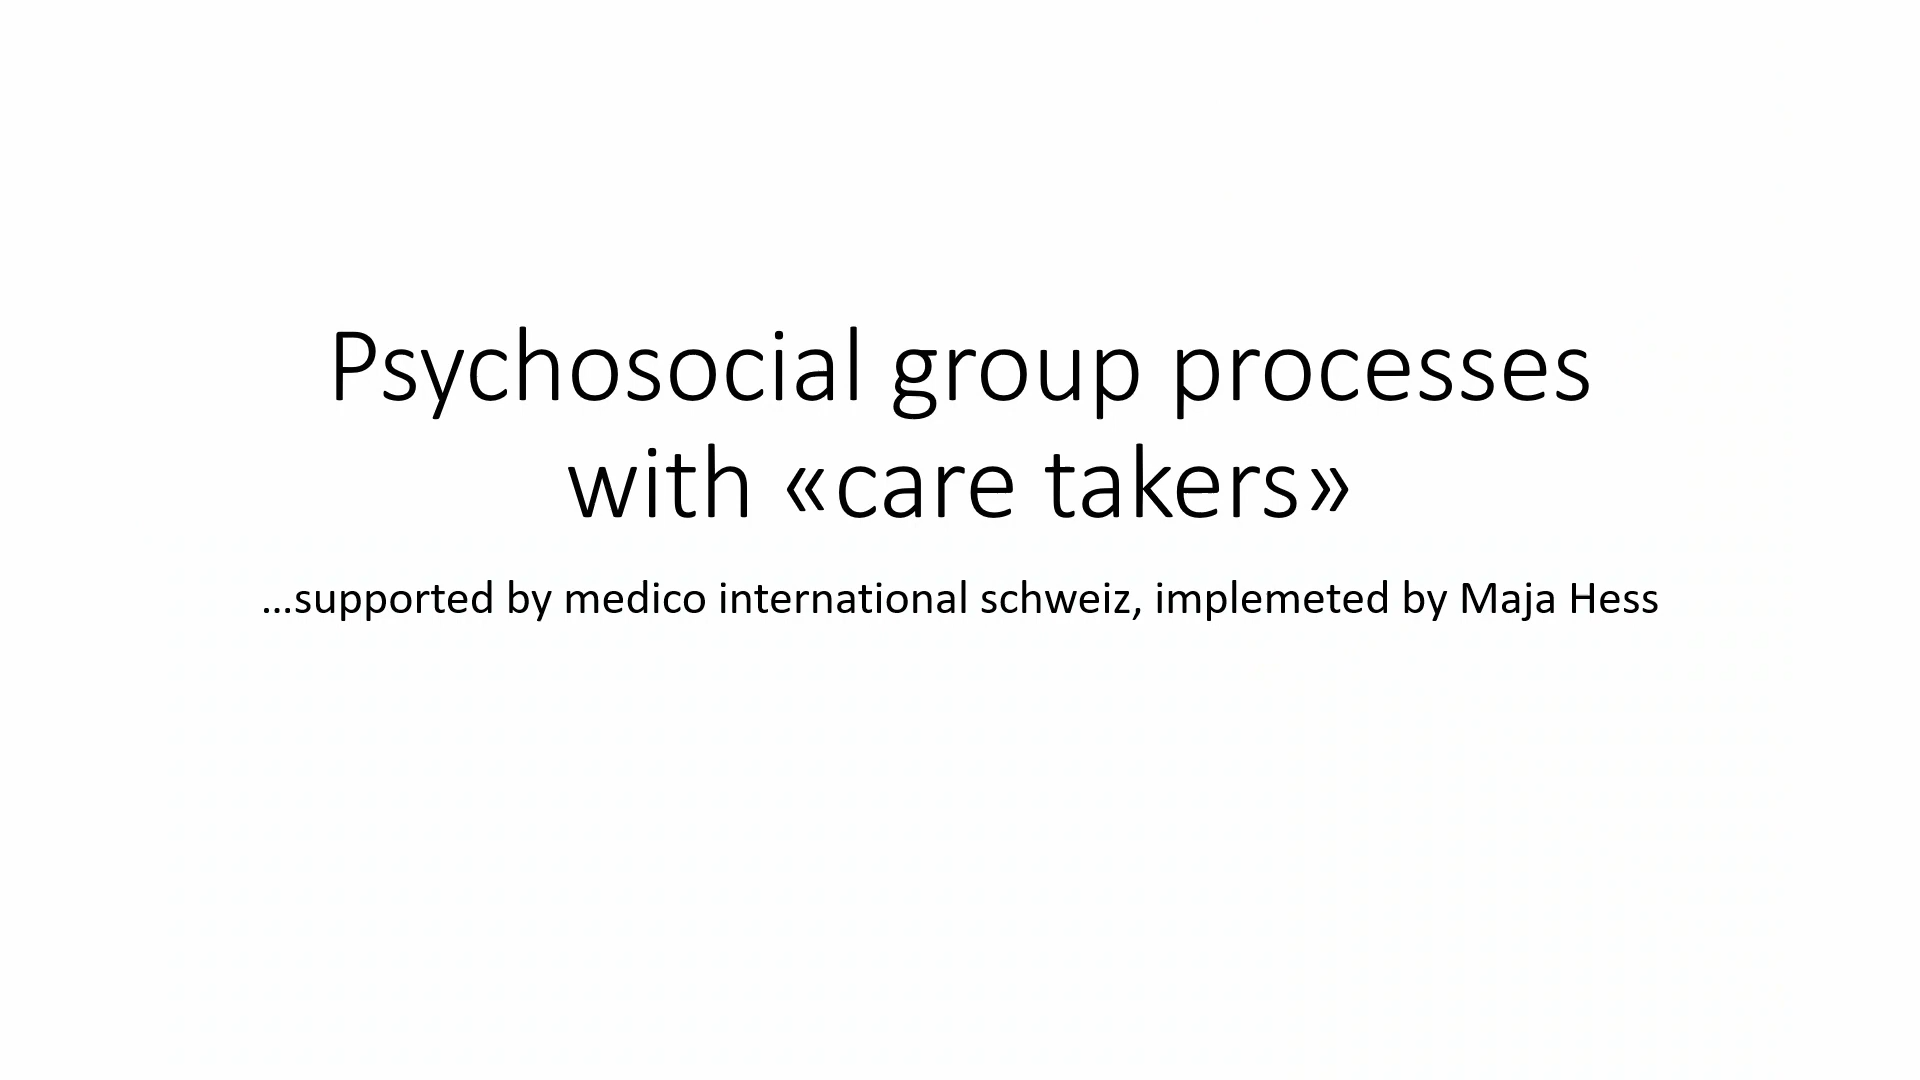 Psychosocial group processes
with «care takers»
...supported by medico international schweiz, implemeted by Maja Hess